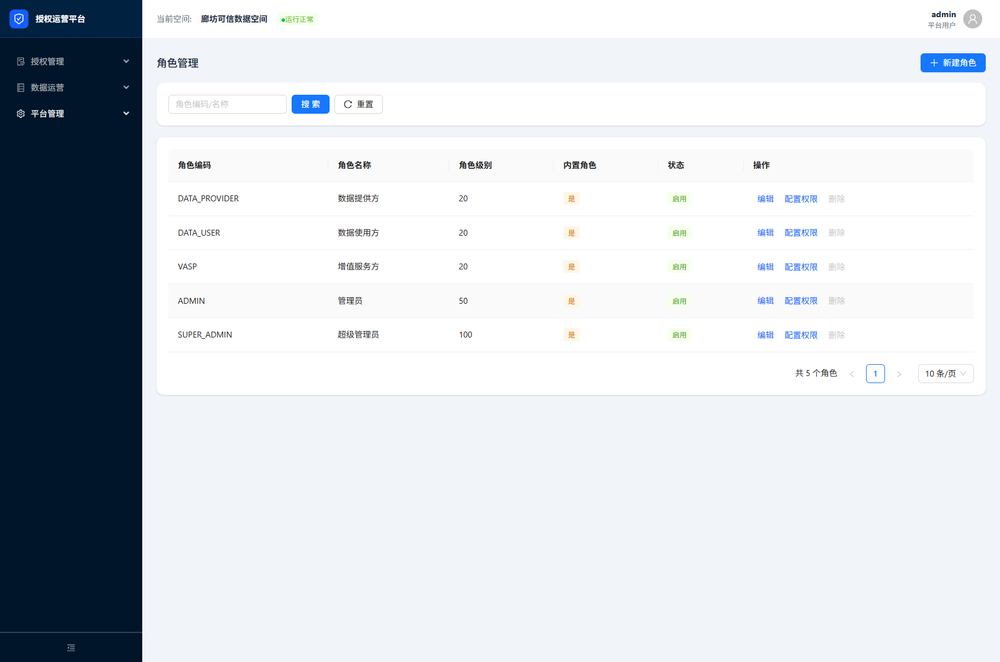 授权运营平台
当前空间: 廊坊可信数据空间 运行正常
admin
平台用户
授权管理
数据运营
平台管理
角色管理
新建角色
角色编码/名称 搜 索 重置
角色编码 角色名称 角色级别 内置角色 状态 操作
DATA_PROVIDER 数据提供方 20 是 启用 编辑 配置权限 删除
DATA_USER 数据使用方 20 是 启用 编辑 配置权限 删除
VASP 增值服务方 20 是 启用 编辑 配置权限 删除
ADMIN 管理员 50 是 启用 编辑 配置权限 删除
SUPER_ADMIN 超级管理员 100 是 启用 编辑 配置权限 删除
共 5 个角色 1 10 条/页